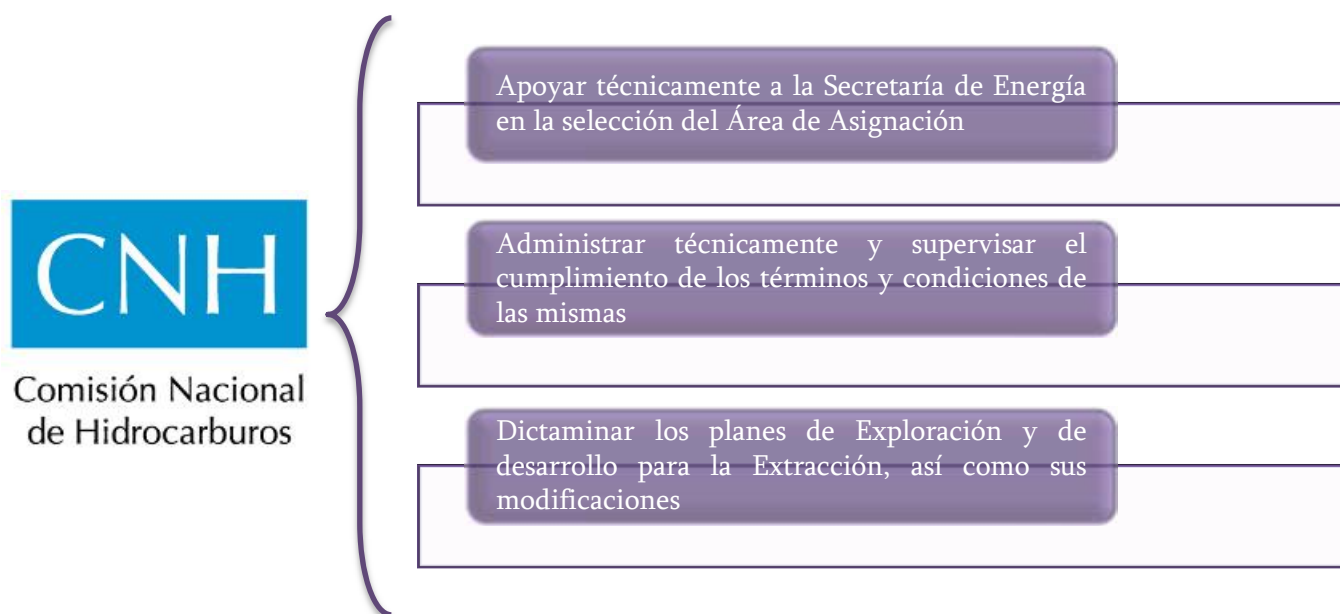 CNH
Comisión Nacional
de Hidrocarburos
Apoyar técnicamente a la Secretaría de Energía
en la selección del Área de Asignación
Administrar técnicamente y supervisar el
cumplimiento de los términos y condiciones de
las mismas
Dictaminar los planes de Exploración y de
desarrollo para la Extracción, así como sus
modificaciones